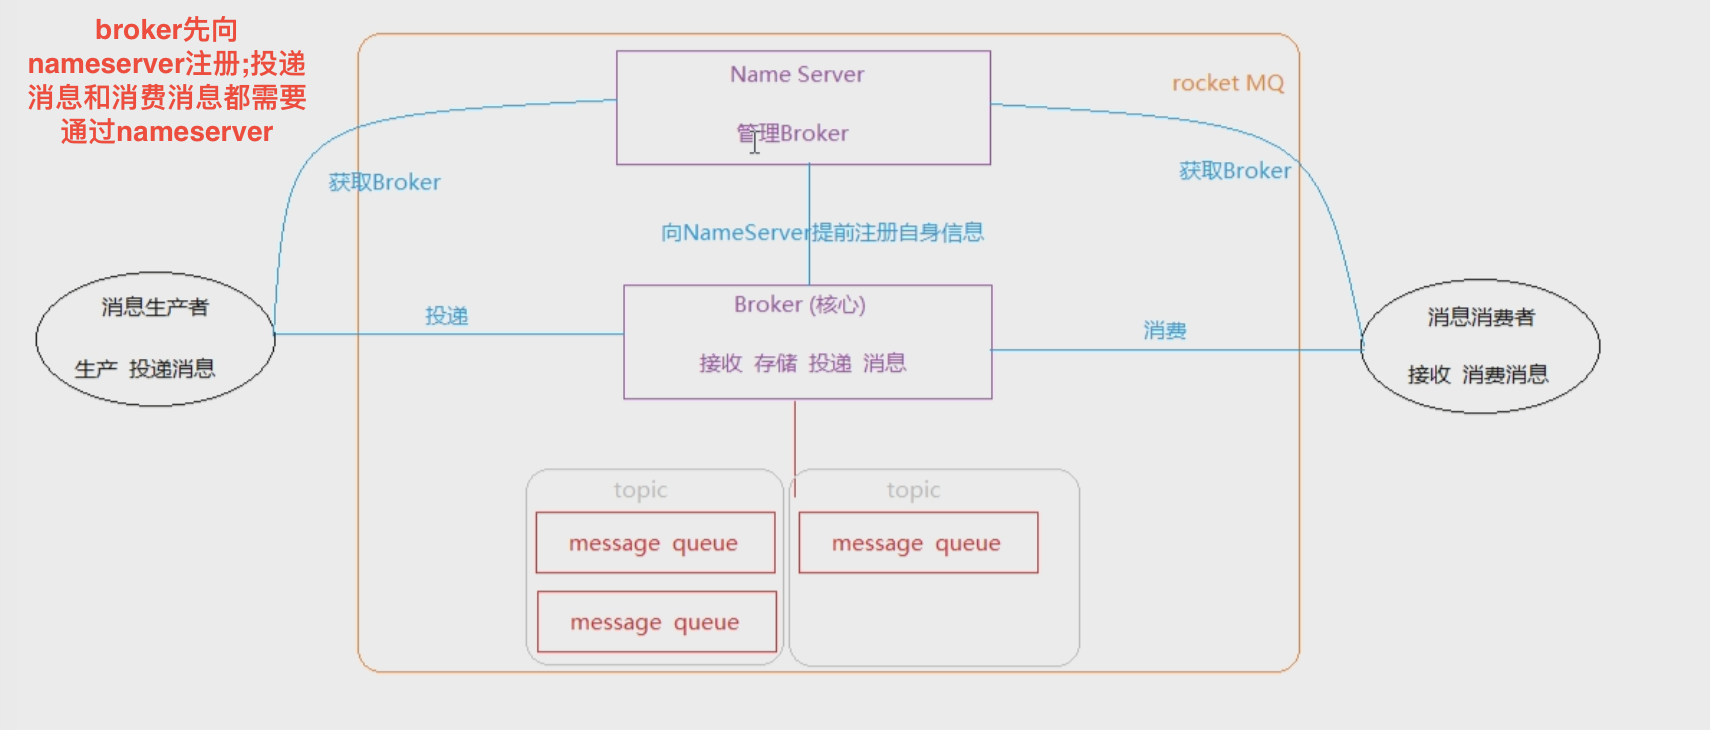 broker先向
nameserver注册;投递
消息和消费消息都需要
通过nameserver
Name Server
管理Broker
rocket MQ
获取Broker
获取Broker
向NameServer提前注册自身信息
消息生产者
生产 投递消息
投递
Broker (核心)
接收 存储 投递 消息
消费
消息消费者
接收 消费消息
topic
message queue
message queue
topic
message queue